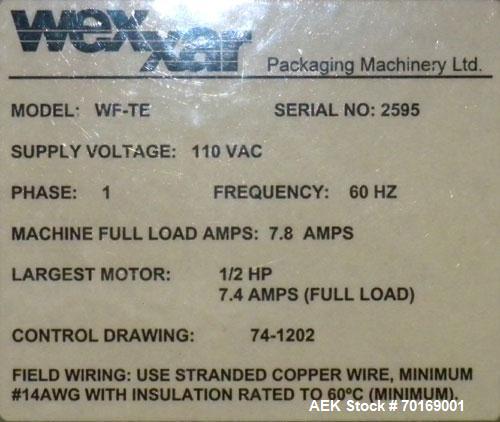 wexxar
Packaging Machinery Ltd.
MODEL: WF-TE SERIAL NO: 2595
SUPPLY VOLTAGE: 110 VAC
PHASE: 1 FREQUENCY: 60 HZ
MACHINE FULL LOAD AMPS: 7.8 AMPS
LARGEST MOTOR: 1/2 HP
7.4 AMPS (FULL LOAD)
CONTROL DRAWING: 74-1202
FIELD WIRING: USE STRANDED COPPER WIRE, MINIMUM
#14AWG WITH INSULATION RATED TO 60ºC (MINIMUM).
AEK Stock # 70169001